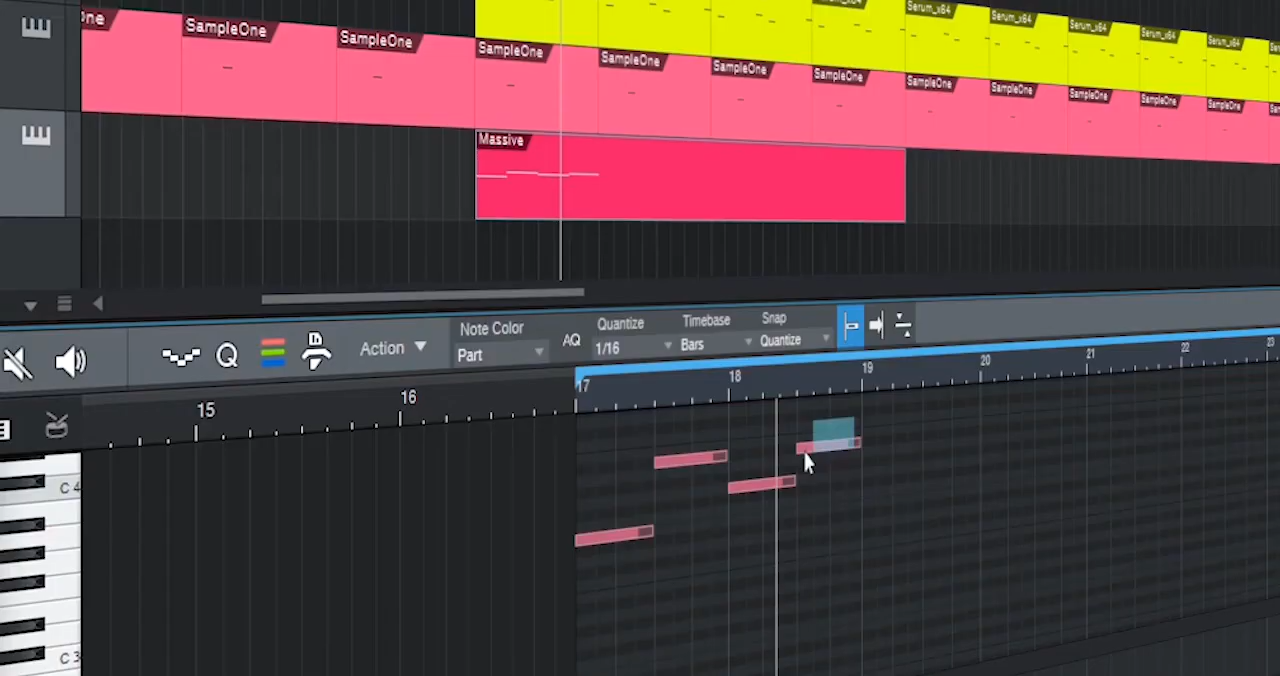 Serum_x64 Serum_x64 Serum_x64 Serum_x64 Serum_x64
SampleOne SampleOne SampleOne SampleOne SampleOne SampleOne SampleOne SampleOne SampleOne SampleOne SampleOne
Massive
Action
Note Color
Part
AQ
Quantize
1/16
Timebase
Bars
Snap
Quantize
15 16 17 18 19 20 21 22 23
C 4
C 3